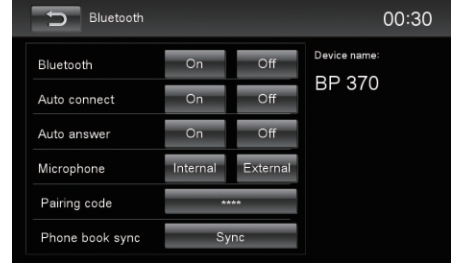 Bluetooth 00:30
Bluetooth On Off
Auto connect On Off
Auto answer On Off
Microphone Internal External
Pairing code ****
Phone book sync Sync
Device name:
BP 370